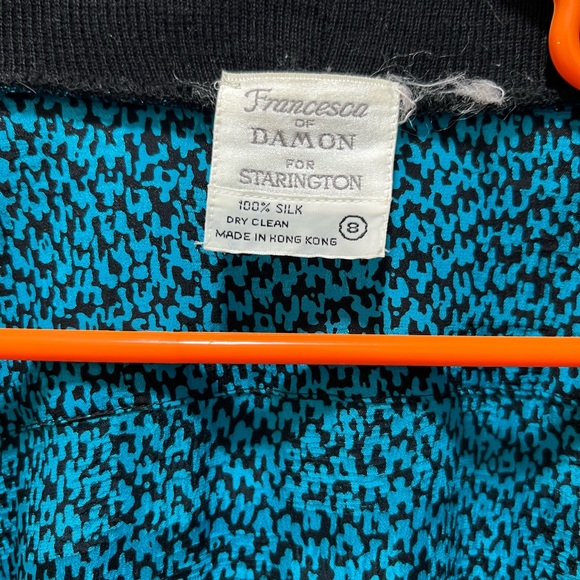 Francesca
OF
DAMON
FOR
STARINGTON
100% SILK
DRY CLEAN
MADE IN HONG KONG 8